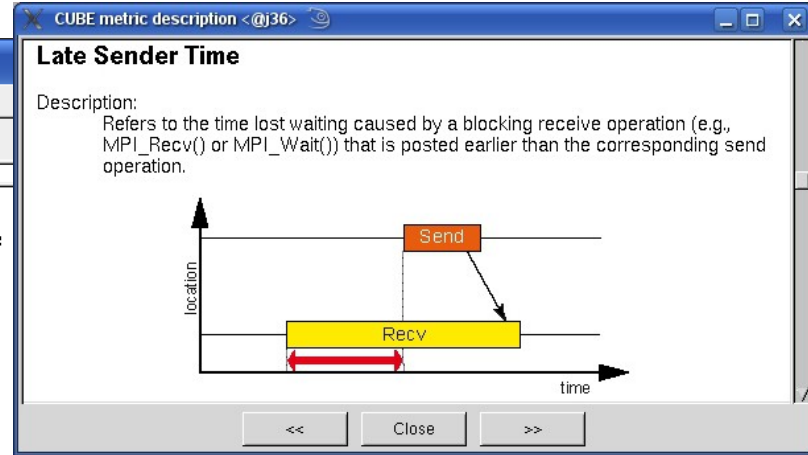 CUBE metric description <@j36>
Late Sender Time
Description:
Refers to the time lost waiting caused by a blocking receive operation (e.g.,
MPI_Recv() or MPI_Wait()) that is posted earlier than the corresponding send
operation.
Send
location
Recv
time
<< Close >>